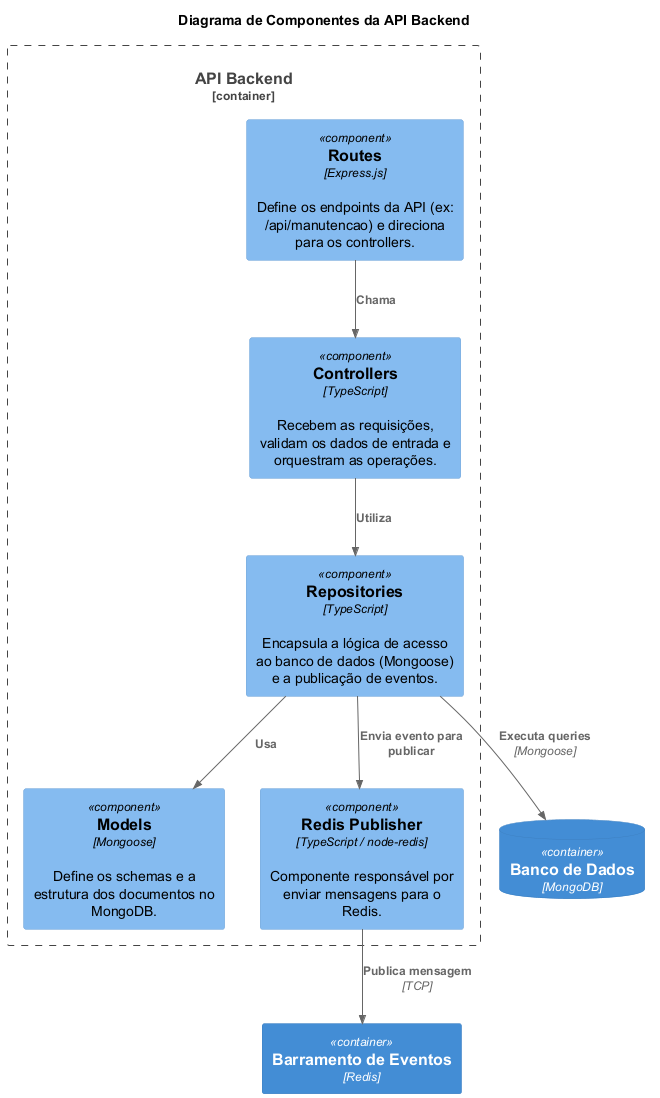 Diagrama de Componentes da API Backend
API Backend
[container]
«component»
Routes
[Express.js]
Define os endpoints da API (ex:
/api/manutencao) e direciona
para os controllers.
Chama
«component»
Controllers
[TypeScript]
Recebem as requisições,
validam os dados de entrada e
orquestram as operações.
Utiliza
«component»
Repositories
[TypeScript]
Encapsula a lógica de acesso
ao banco de dados (Mongoose)
e a publicação de eventos.
Usa
Envia evento para
publicar
Executa queries
[Mongoose]
«component»
Models
[Mongoose]
Define os schemas e a
estrutura dos documentos no
MongoDB.
«component»
Redis Publisher
[TypeScript / node-redis]
Componente responsável por
enviar mensagens para o
Redis.
«container»
Banco de Dados
[MongoDB]
Publica mensagem
[TCP]
«container»
Barramento de Eventos
[Redis]